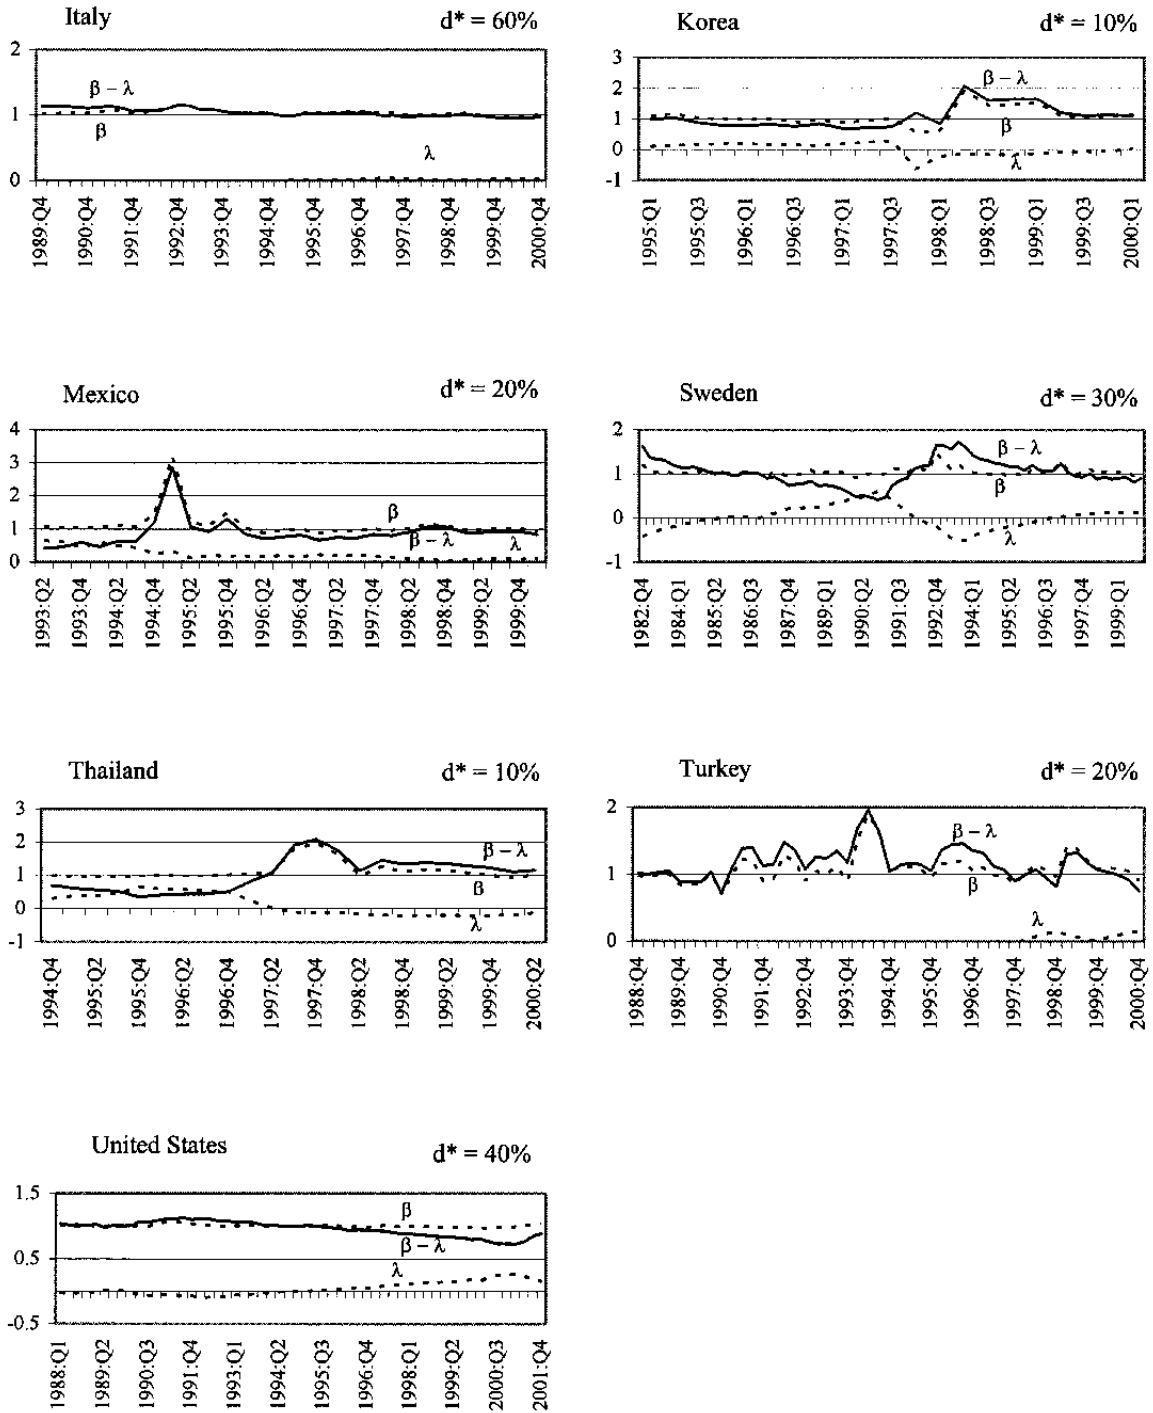 Italy d* = 60%
2
1
0
β – λ
β
λ
1989:Q4 1990:Q4 1991:Q4 1992:Q4 1993:Q4 1994:Q4 1995:Q4 1996:Q4 1997:Q4 1998:Q4 1999:Q4 2000:Q4
Korea d* = 10%
3
2
1
0
-1
β – λ
β
λ
1995:Q1 1995:Q3 1996:Q1 1996:Q3 1997:Q1 1997:Q3 1998:Q1 1998:Q3 1999:Q1 1999:Q3 2000:Q1
Mexico d* = 20%
4
3
2
1
0
β
β – λ
λ
1993:Q2 1993:Q4 1994:Q2 1994:Q4 1995:Q2 1995:Q4 1996:Q2 1996:Q4 1997:Q2 1997:Q4 1998:Q2 1998:Q4 1999:Q2 1999:Q4
Sweden d* = 30%
2
1
0
-1
β – λ
β
λ
1982:Q4 1984:Q1 1985:Q2 1986:Q3 1987:Q4 1989:Q1 1990:Q2 1991:Q3 1992:Q4 1994:Q1 1995:Q2 1996:Q3 1997:Q4 1999:Q1
Thailand d* = 10%
3
2
1
0
-1
β – λ
β
λ
1994:Q4 1995:Q2 1995:Q4 1996:Q2 1996:Q4 1997:Q2 1997:Q4 1998:Q2 1998:Q4 1999:Q2 1999:Q4 2000:Q2
Turkey d* = 20%
2
1
0
β – λ
β
λ
1988:Q4 1989:Q4 1990:Q4 1991:Q4 1992:Q4 1993:Q4 1994:Q4 1995:Q4 1996:Q4 1997:Q4 1998:Q4 1999:Q4 2000:Q4
United States d* = 40%
1.5
0.5
-0.5
β
β – λ
λ
1988:Q1 1989:Q2 1990:Q3 1991:Q4 1993:Q1 1994:Q2 1995:Q3 1996:Q4 1998:Q1 1999:Q2 2000:Q3 2001:Q4